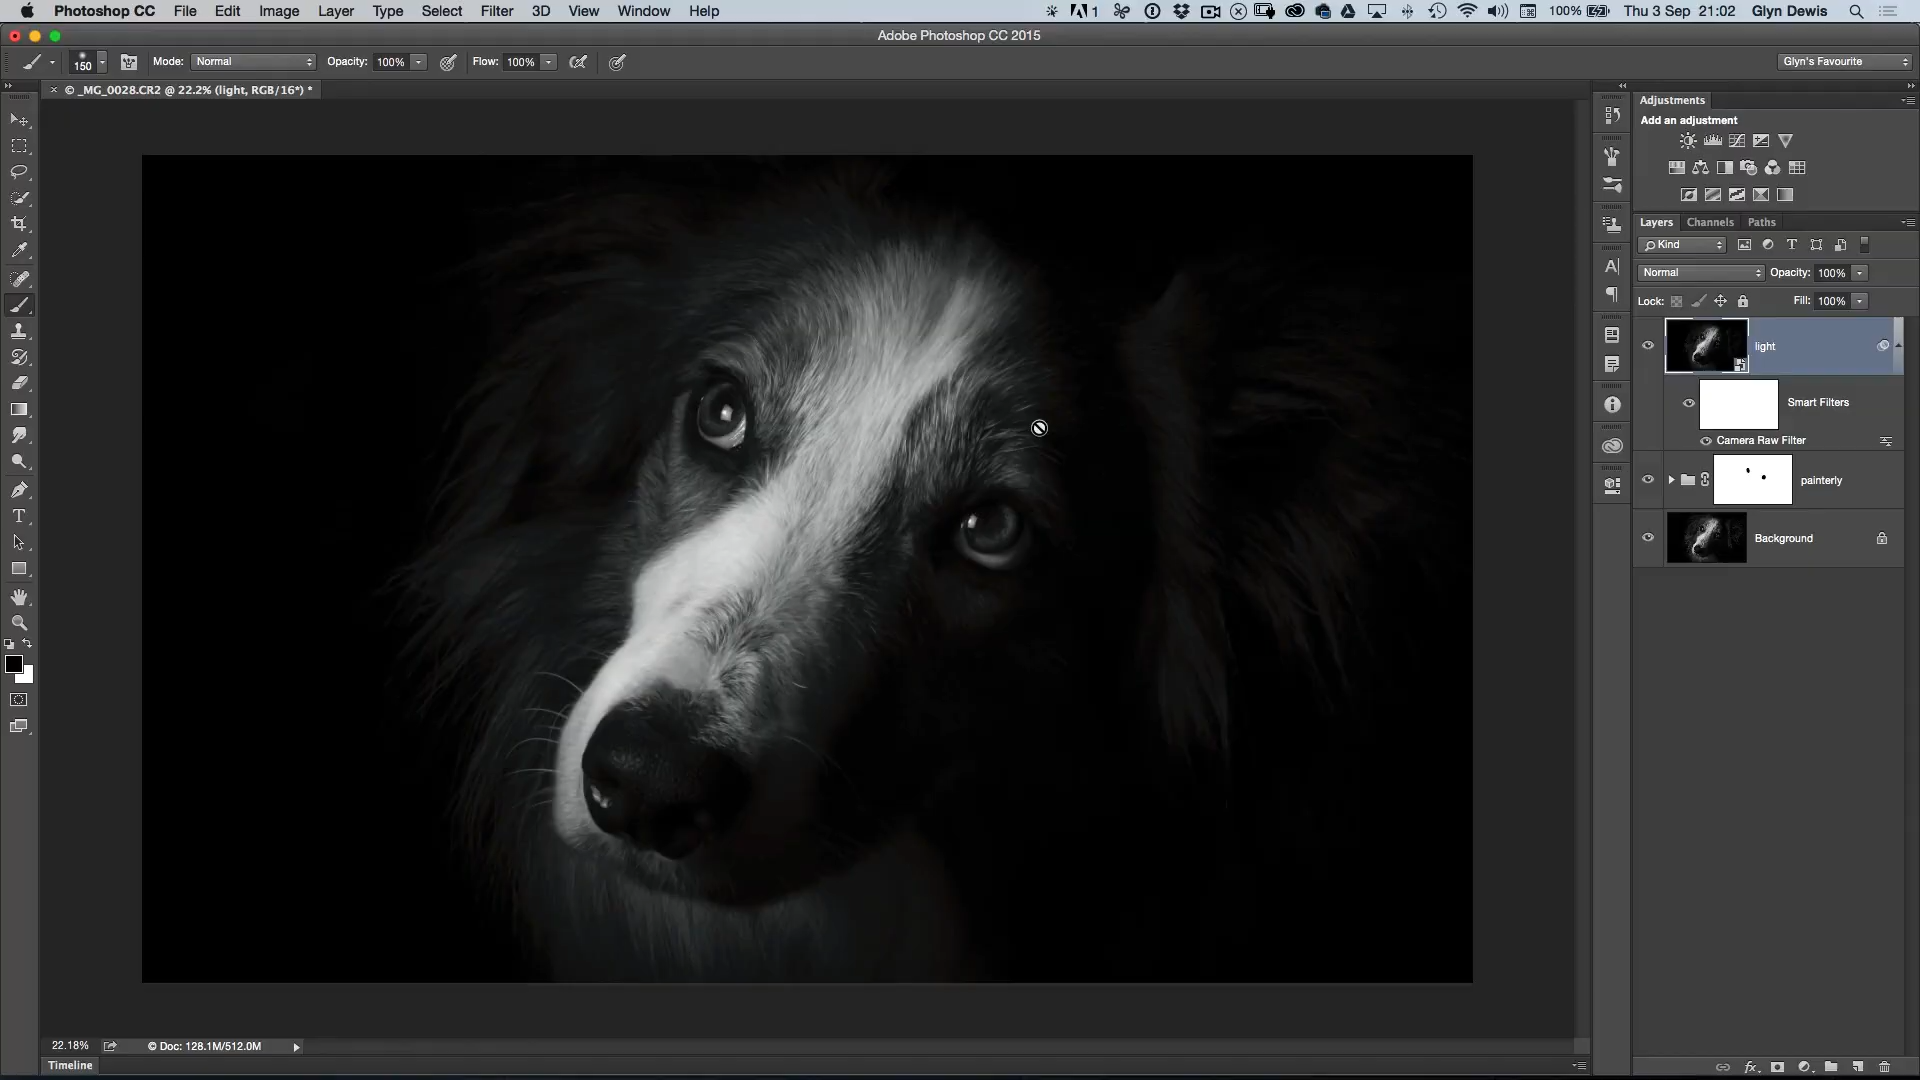 Photoshop CC File Edit Image Layer Type Select Filter 3D View Window Help 1 100% Thu 3 Sep 21:02 Glyn Dewis
Adobe Photoshop CC 2015
150 Mode: Normal Opacity: 100% Flow: 100% Glyn's Favourite
× © _MG_0028.CR2 @ 22.2% (light, RGB/16*) *
Adjustments
Add an adjustment
Layers Channels Paths
Kind
Normal Opacity: 100%
Lock: Fill: 100%
light
Smart Filters
Camera Raw Filter
painterly
Background
22.18% © Doc: 128.1M/512.0M
Timeline